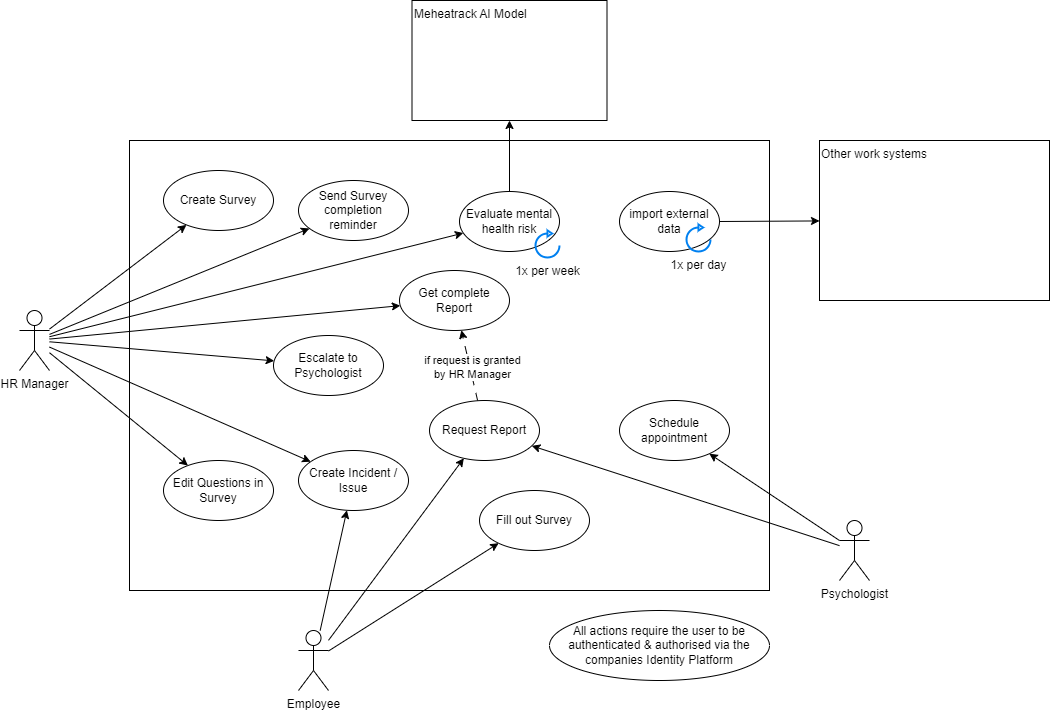 Meheatrack AI Model
Other work systems
Create Survey
Send Survey
completion
reminder
Evaluate mental
health risk
1x per week
import external
data
1x per day
Get complete
Report
HR Manager
Escalate to
Psychologist
if request is granted
by HR Manager
Request Report
Schedule
appointment
Edit Questions in
Survey
Create Incident /
Issue
Fill out Survey
Psychologist
Employee
All actions require the user to be
authenticated & authorised via the
companies Identity Platform